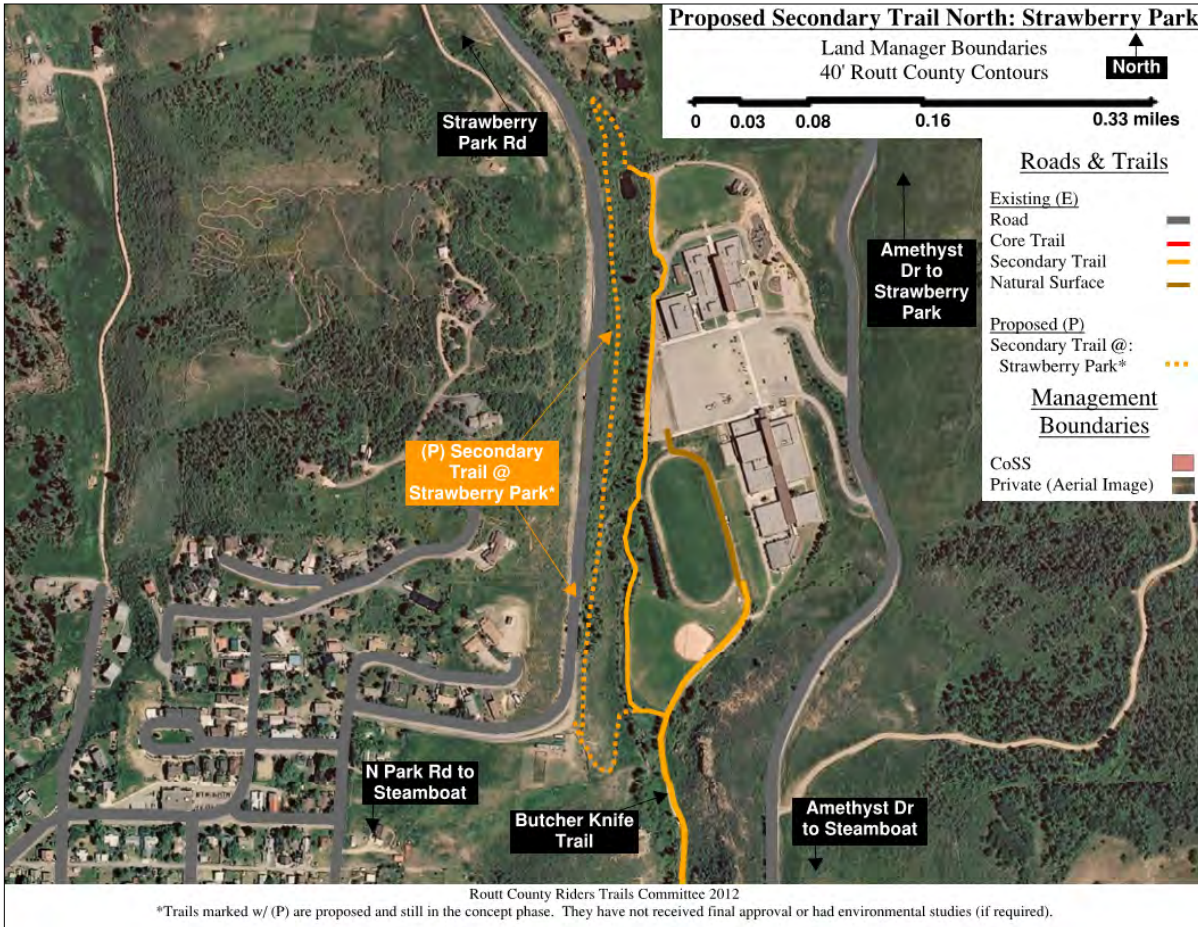 Proposed Secondary Trail North: Strawberry Park
Land Manager Boundaries
40' Routt County Contours
North
0 0.03 0.08 0.16 0.33 miles
Strawberry
Park Rd
Roads & Trails
Existing (E)
Road
Core Trail
Secondary Trail
Natural Surface
Proposed (P)
Secondary Trail @:
Strawberry Park*
Management
Boundaries
CoSS
Private (Aerial Image)
Amethyst
Dr to
Strawberry
Park
(P) Secondary
Trail @
Strawberry Park*
N Park Rd to
Steamboat
Butcher Knife
Trail
Amethyst Dr
to Steamboat
Routt County Riders Trails Committee 2012
*Trails marked w/ (P) are proposed and still in the concept phase. They have not received final approval or had environmental studies (if required).